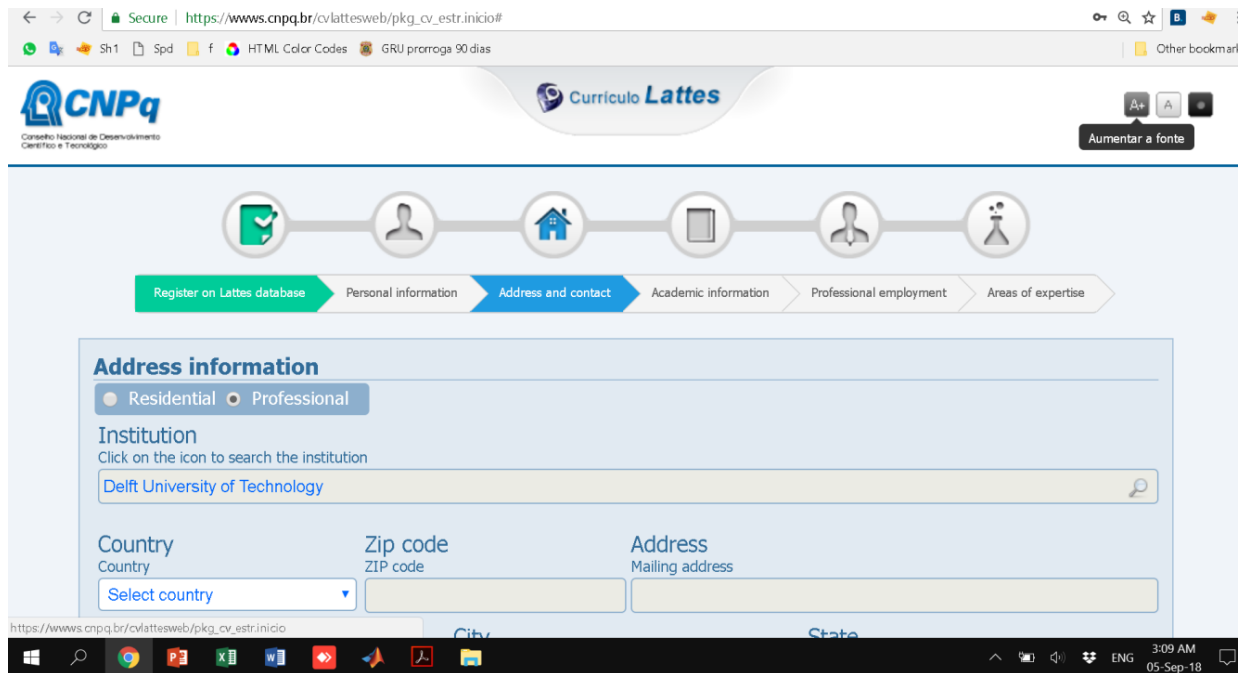 Secure | https://wwws.cnpq.br/cvlattesweb/pkg_cv_estr.inicio#
Sh1 Spd f HTML Color Codes GRU prorroga 90 dias Other bookmark
CNPq
Conselho Nacional de Desenvolvimento
Científico e Tecnológico
Currículo Lattes
A+ A
Aumentar a fonte
Register on Lattes database Personal information Address and contact Academic information Professional employment Areas of expertise
Address information
Residential Professional
Institution
Click on the icon to search the institution
Delft University of Technology
Country Zip code Address
Country ZIP code Mailing address
Select country
https://wwws.cnpq.br/cvlattesweb/pkg_cv_estr.inicio
City State
ENG 3:09 AM
05-Sep-18